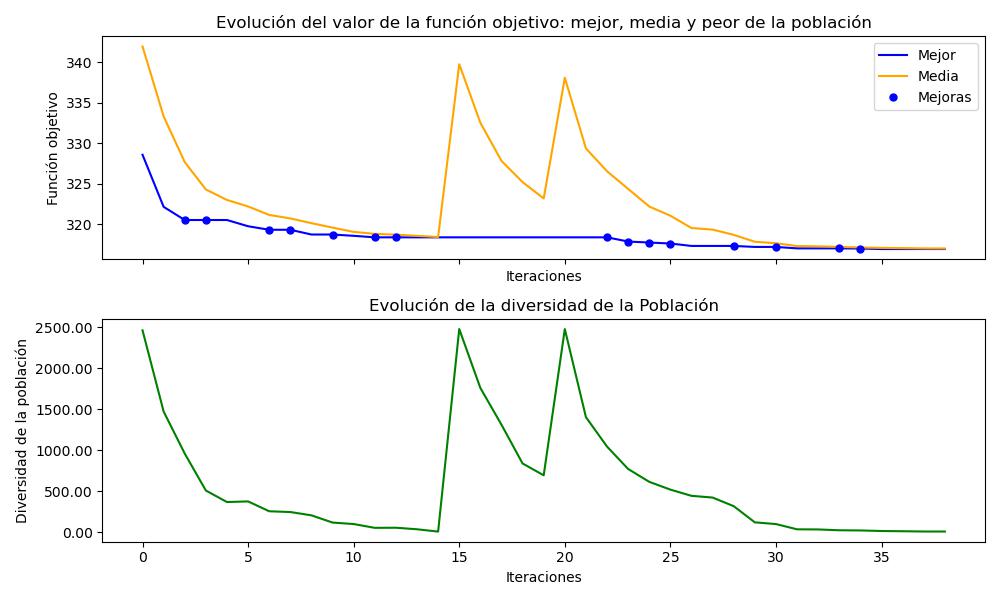 Evolución del valor de la función objetivo: mejor, media y peor de la población
Función objetivo
340
335
330
325
320
Mejor
Media
Mejoras
Iteraciones
Evolución de la diversidad de la Población
Diversidad de la población
2500.00
2000.00
1500.00
1000.00
500.00
0.00
0 5 10 15 20 25 30 35
Iteraciones